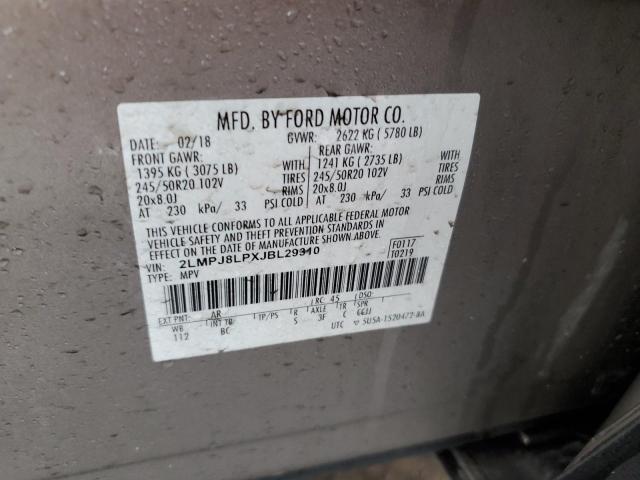 MFD. BY FORD MOTOR CO.
DATE: 02/18 GVWR: 2622 KG ( 5780 LB)
FRONT GAWR: REAR GAWR:
1395 KG ( 3075 LB) WITH 1241 KG ( 2735 LB) WITH
245/50R20 102V TIRES 245/50R20 102V TIRES
20x8.0J RIMS 20x8.0J RIMS
AT 230 kPa/ 33 PSI COLD AT 230 kPa/ 33 PSI COLD
THIS VEHICLE CONFORMS TO ALL APPLICABLE FEDERAL MOTOR
VEHICLE SAFETY AND THEFT PREVENTION STANDARDS IN
EFFECT ON THE DATE OF MANUFACTURE SHOWN ABOVE.
VIN: 2LMPJ8LPXJBL29310 F0117
TYPE: MPV T0219
EXT PNT: AR RC: 45 DSO:
WB INT TR TP/PS R AXLE TR SPR
112 BC S 3F C GGJJ
UTC